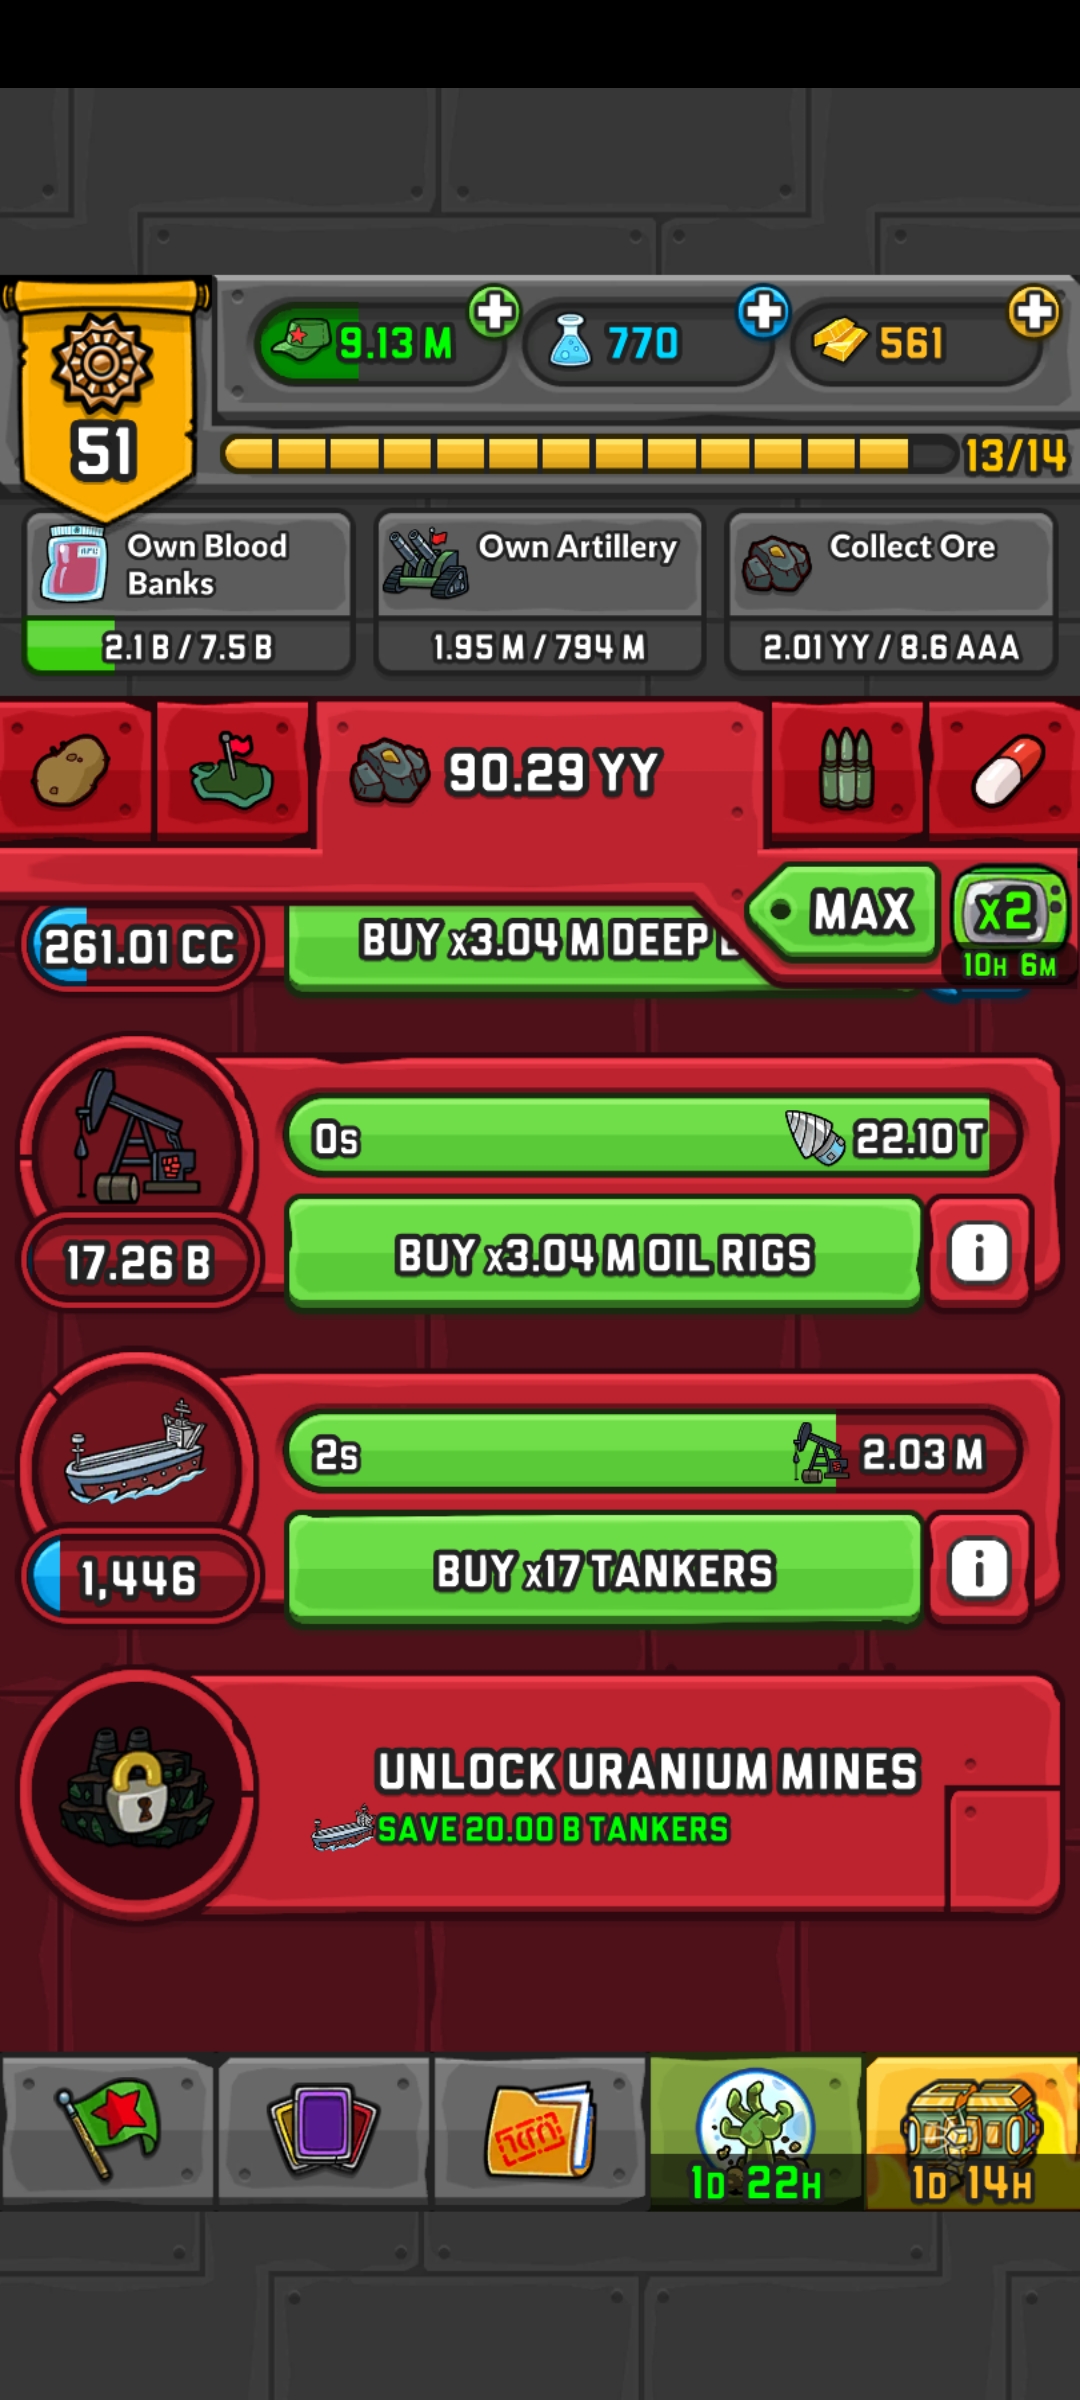 9.13 M
770
561
51
13/14
Own Blood
Banks
2.1 B / 7.5 B
Own Artillery
1.95 M / 794 M
Collect Ore
2.01 YY / 8.6 AAA
90.29 YY
MAX
x2
10H 6M
261.01 CC
BUY x3.04 M DEEP
0s
22.10 T
17.26 B
BUY x3.04 M OIL RIGS
i
2s
2.03 M
1,446
BUY x17 TANKERS
i
UNLOCK URANIUM MINES
SAVE 20.00 B TANKERS
1D 22H
1D 14H